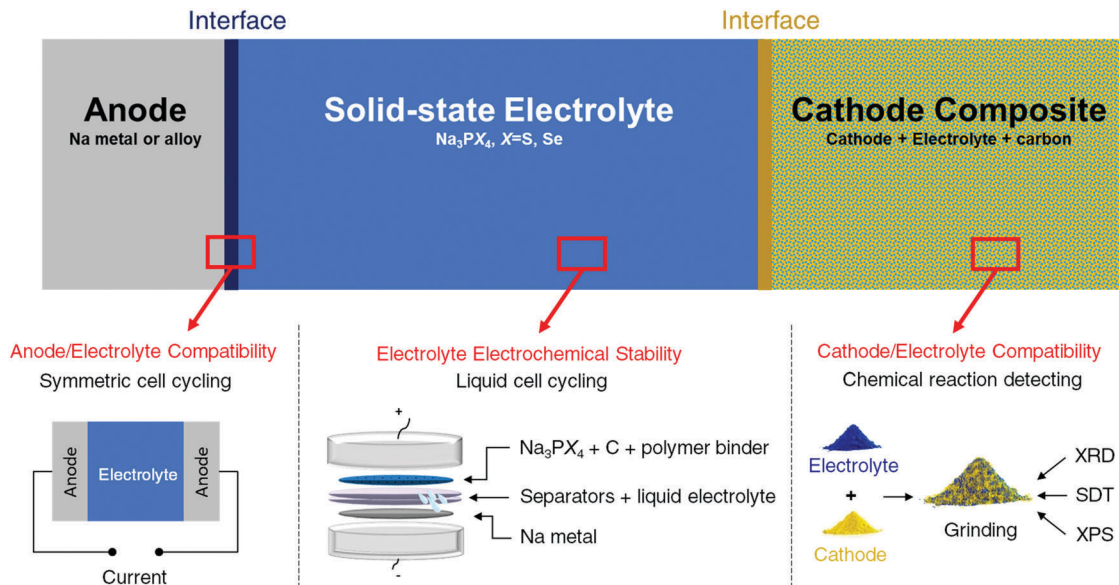 Interface
Interface
Anode
Na metal or alloy
Solid-state Electrolyte
Na₃PX₄, X=S, Se
Cathode Composite
Cathode + Electrolyte + carbon
Anode/Electrolyte Compatibility
Symmetric cell cycling
Anode
Electrolyte
Anode
Current
Electrolyte Electrochemical Stability
Liquid cell cycling
+
Na₃PX₄ + C + polymer binder
Separators + liquid electrolyte
Na metal
-
Cathode/Electrolyte Compatibility
Chemical reaction detecting
Electrolyte
+
Cathode
Grinding
XRD
SDT
XPS